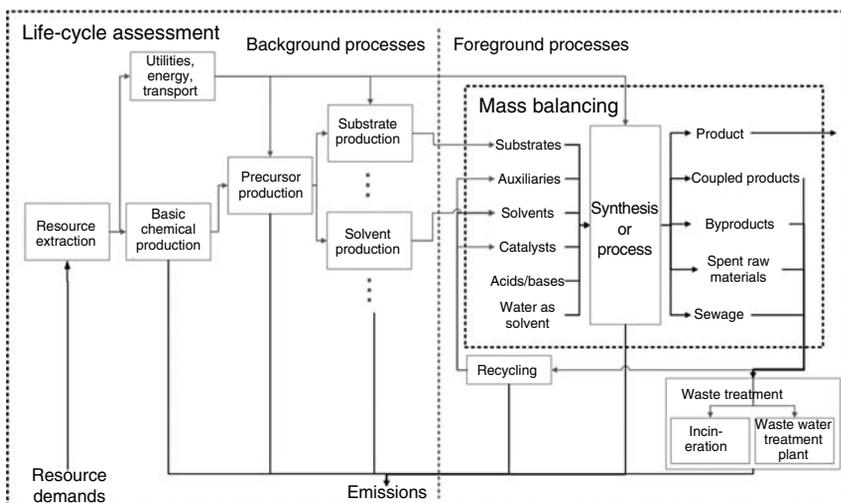 Life-cycle assessment
Background processes
Foreground processes
Utilities,
energy,
transport
Mass balancing
Substrate
production
Precursor
production
Resource
extraction
Basic
chemical
production
Solvent
production
Substrates
Auxiliaries
Solvents
Catalysts
Acids/bases
Water as
solvent
Synthesis
or
process
Product
Coupled products
Byproducts
Spent raw
materials
Sewage
Recycling
Waste treatment
Incin-
eration
Waste water
treatment
plant
Resource
demands
Emissions